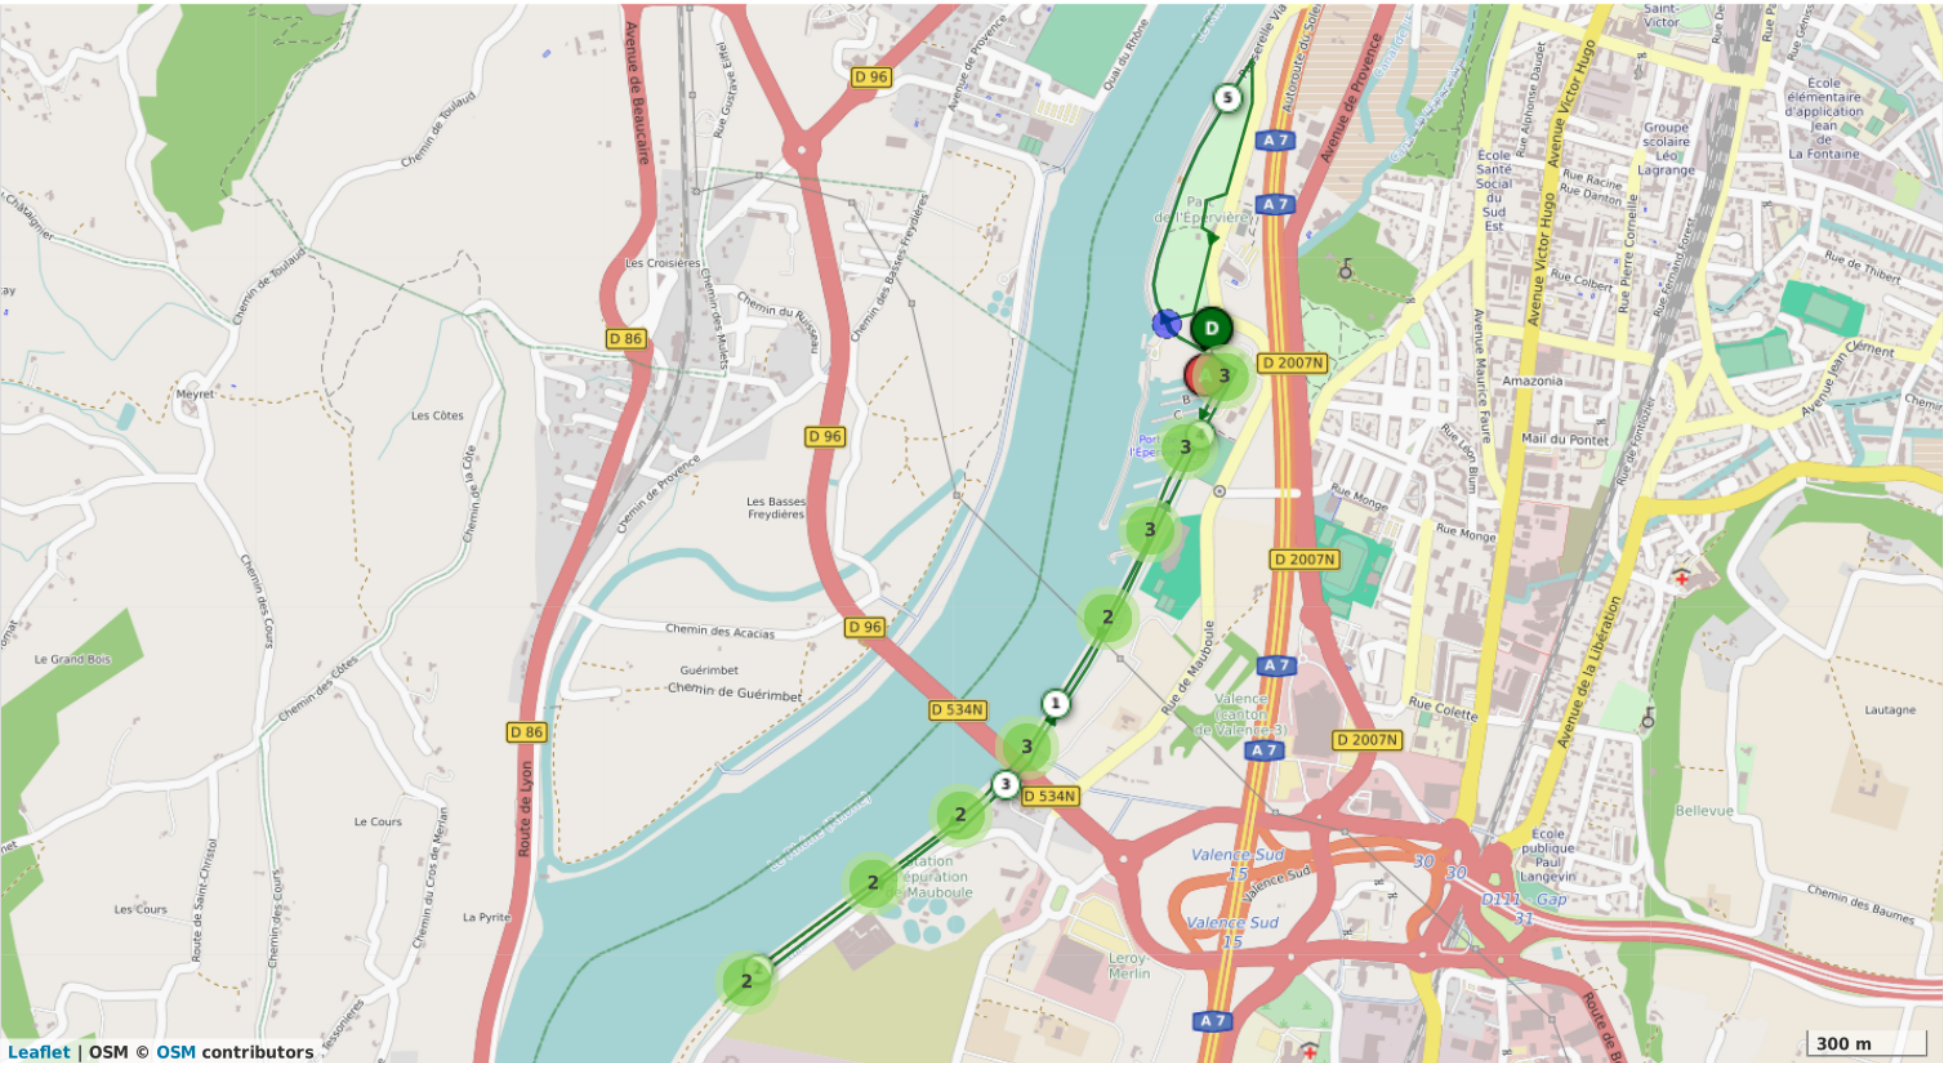 Saint-
Victor
Avenue de Beaucaire
Rue Gustave Eiffel
D 96
Avenue de Provence
Quai du Rhône
5
Autoroute du Soleil
A 7
Avenue de Provence
Rue Alphonse Daudet
Avenue Victor Hugo
École
élémentaire
d'application
Jean
de
La Fontaine
Groupe
scolaire
Léo
Lagrange
École
Santé
Social
du
Sud
Est
Rue Racine
Rue Danton
Chemin de Toulaud
Chemin de Toulaud
A 7
Parc
de l'Épervière
Avenue Victor Hugo
Rue Pierre Corneille
Rue Fernand Forest
Rue de Thibert
Rue Colbert
Les Croisières
Chemin des Mulets
Chemin du Ruisseau
Chemin des Basses Freydières
D 86
D
D 2007N
3
Avenue Maurice Faure
Avenue Jean Clément
Amazonia
Meyret
Les Côtes
B
C
D 96
3
Mail du Pontet
Rue Léon Blum
Rue de Pontlozier
Chemin de la Côte
Chemin de Provence
Les Basses
Freydières
Rue Monge
Rue Monge
3
D 2007N
Chemin des Cours
2
Chemin des Acacias
D 96
Le Grand Bois
Guérimbet
Chemin de Guérimbet
Rue de Mauboule
A 7
Avenue de la Libération
Chemin des Côtes
D 534N
1
Valence
(canton
de Valence-3)
Rue Colette
Lautagne
D 86
3
A 7
D 2007N
3
D 534N
Route de Lyon
2
Bellevue
Le Cours
Chemin du Cros de Merlan
Route de Saint-Christol
Chemin des Cours
2
Station
d'épuration
de Mauboule
Valence Sud
15
Valence Sud
30
30
École
publique
Paul
Langevin
D111 Gap
31
Chemin des Baumes
Les Cours
La Pyrite
Valence Sud
15
Leroy-
Merlin
2
2
A 7
Leaflet | OSM © OSM contributors
300 m